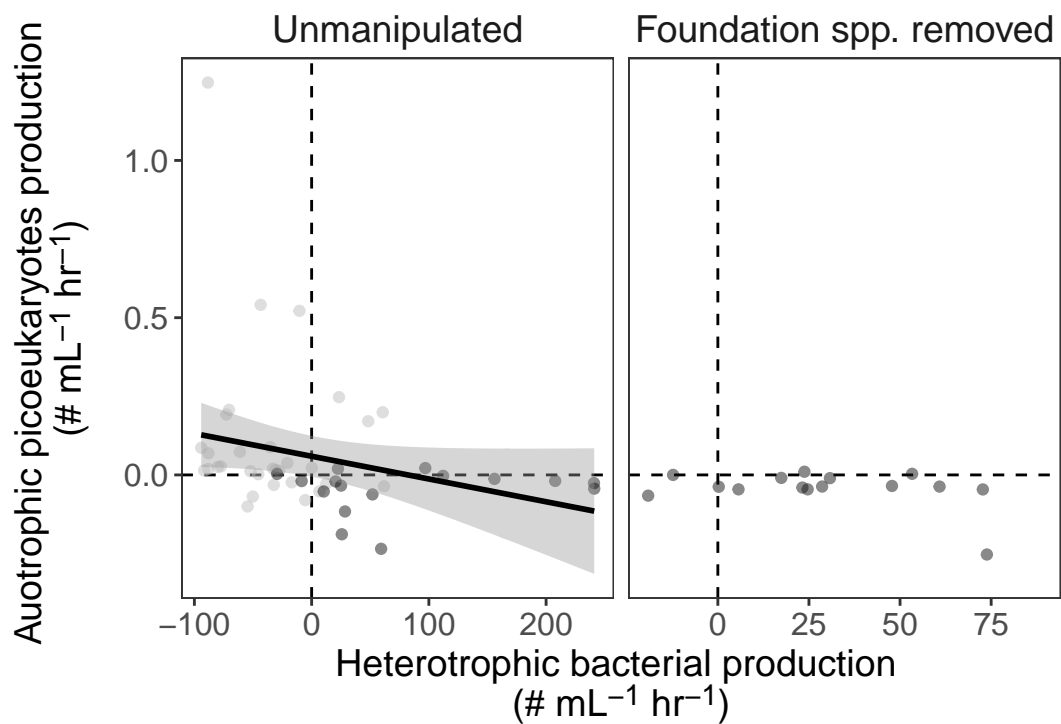 Unmanipulated
Foundation spp. removed
Auotrophic picoeukaryotes production
(# mL⁻¹ hr⁻¹)
1.0
0.5
0.0
−100
0
100
200
0
25
50
75
Heterotrophic bacterial production
(# mL⁻¹ hr⁻¹)